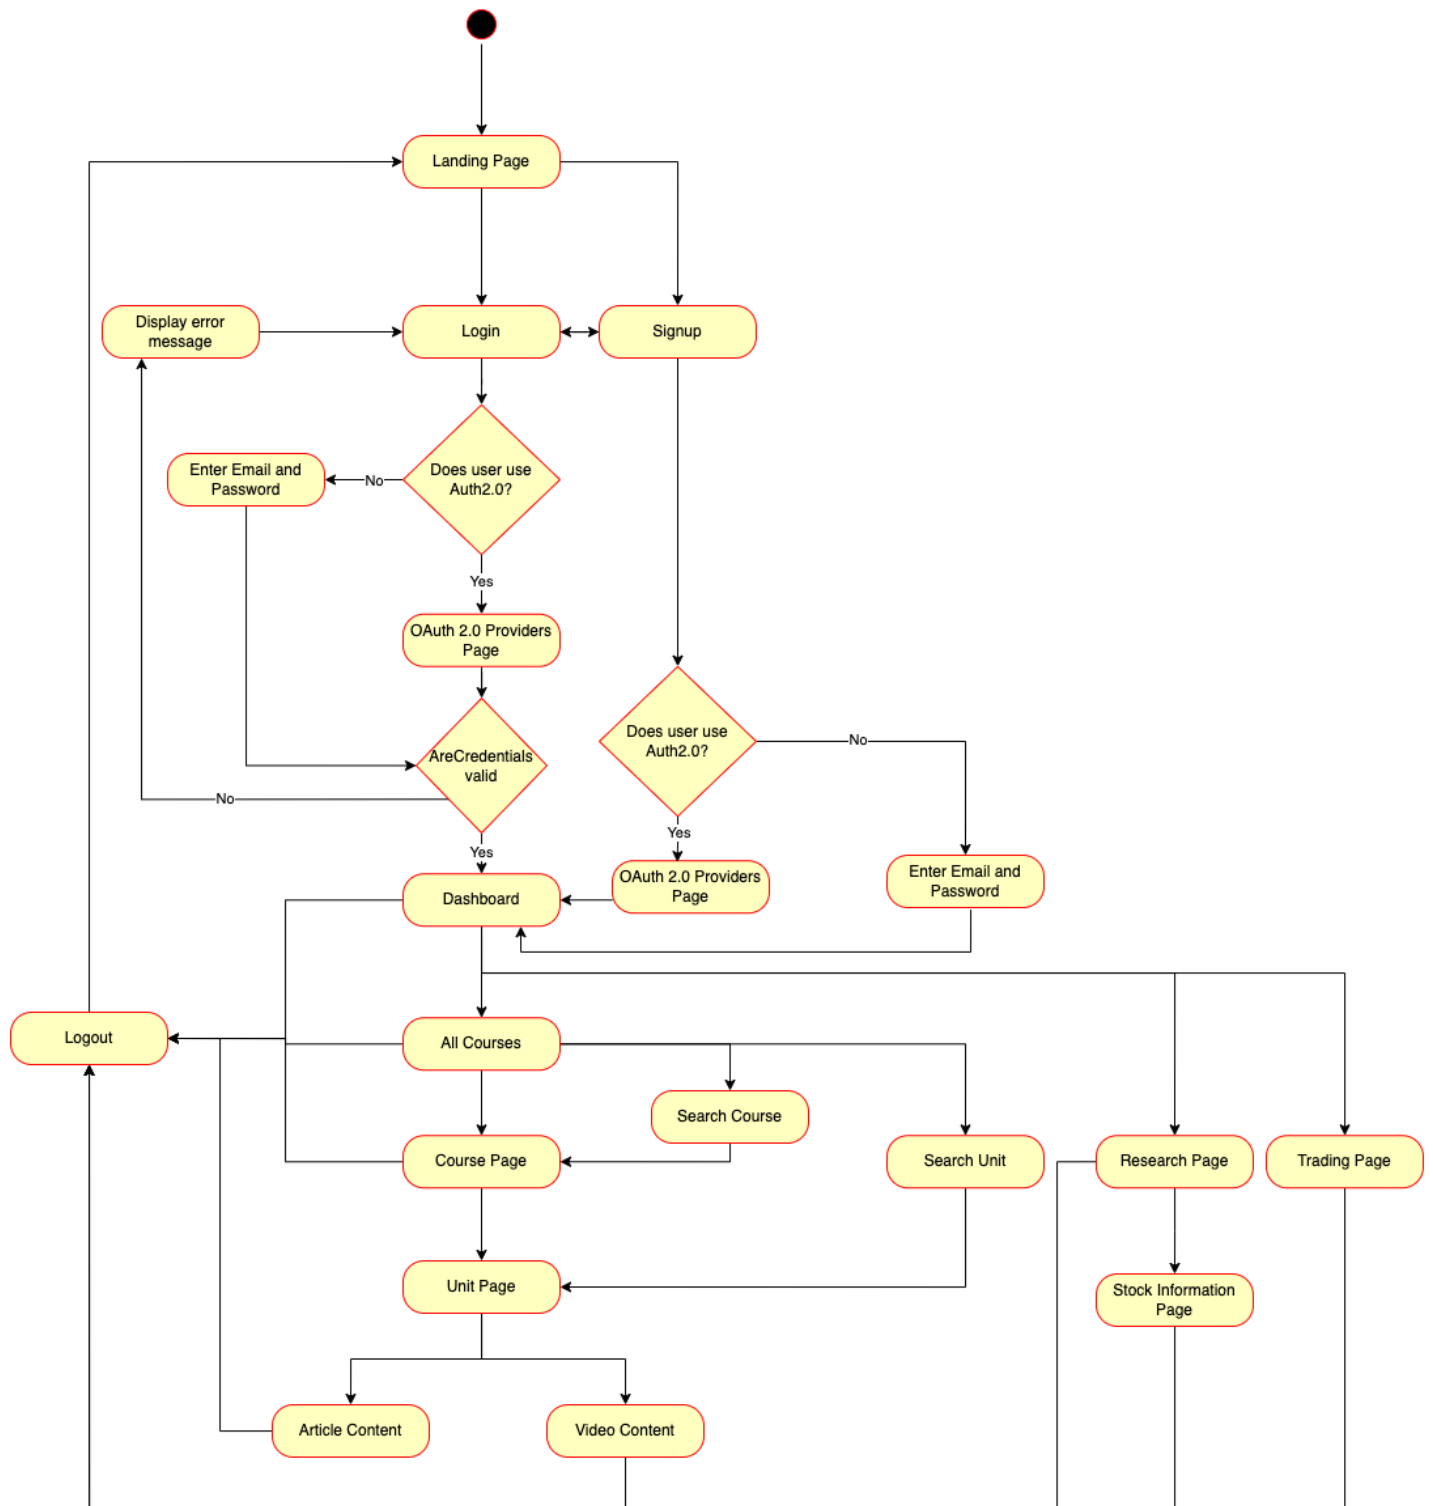 Landing Page
Display error
message
Login
Signup
Enter Email and
Password
No
Does user use
Auth2.0?
Yes
OAuth 2.0 Providers
Page
AreCredentials
valid
No
Yes
Does user use
Auth2.0?
No
Yes
OAuth 2.0 Providers
Page
Enter Email and
Password
Dashboard
Logout
All Courses
Search Course
Course Page
Search Unit
Research Page
Trading Page
Unit Page
Stock Information
Page
Article Content
Video Content